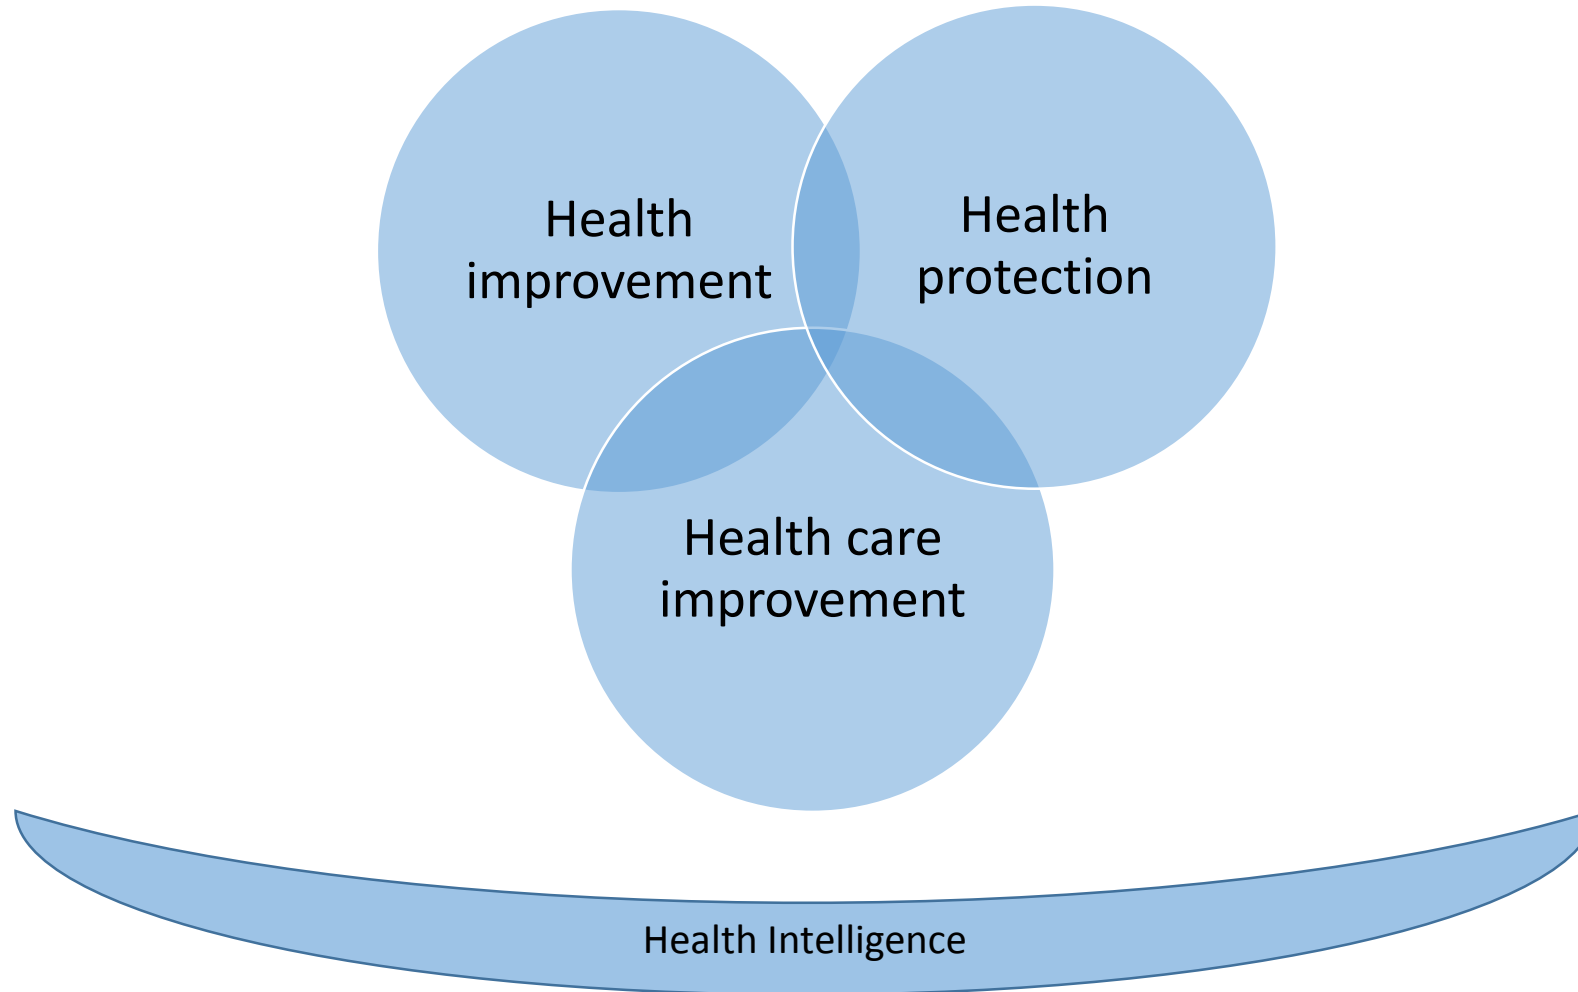 Health
improvement
Health
protection
Health care
improvement
Health Intelligence